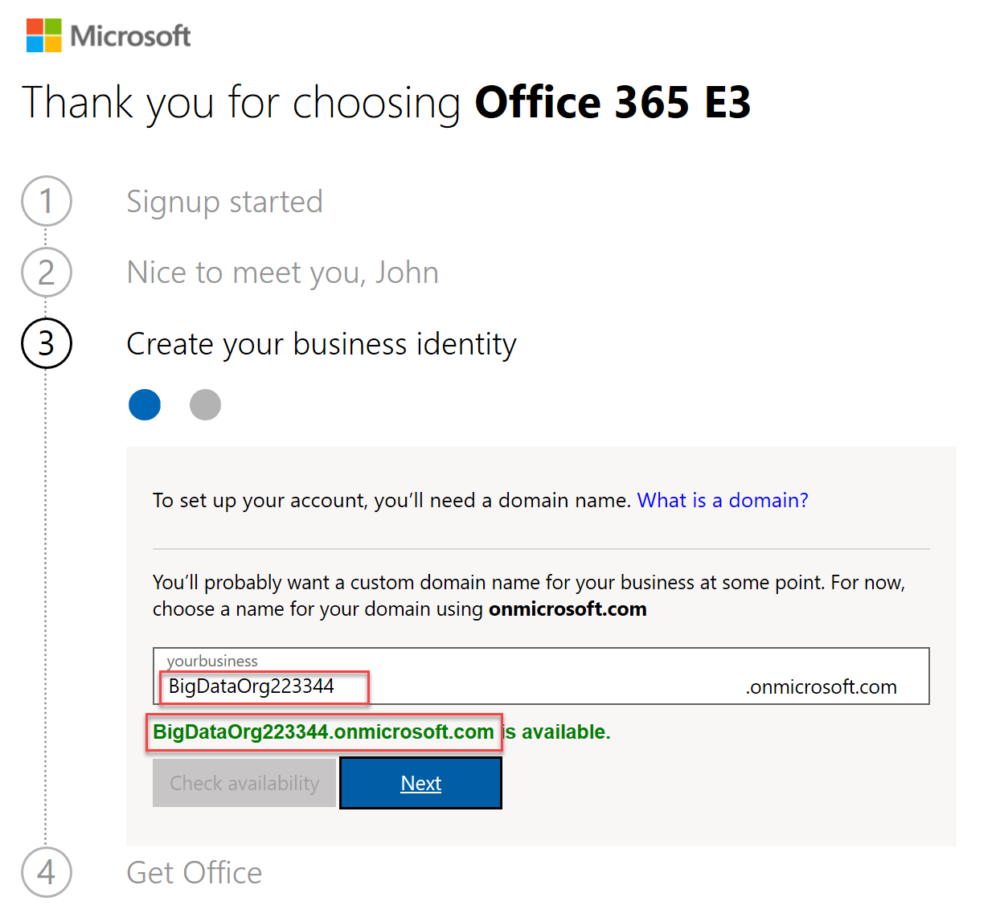 Microsoft
Thank you for choosing Office 365 E3
1 Signup started
2 Nice to meet you, John
3 Create your business identity
To set up your account, you’ll need a domain name. What is a domain?
You’ll probably want a custom domain name for your business at some point. For now,
choose a name for your domain using onmicrosoft.com
yourbusiness
BigDataOrg223344 .onmicrosoft.com
BigDataOrg223344.onmicrosoft.com is available.
Check availability Next
4 Get Office